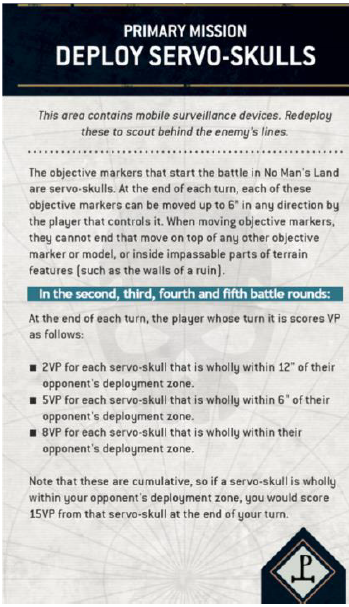 PRIMARY MISSION
DEPLOY SERVO-SKULLS
This area contains mobile surveillance devices. Redeploy
these to scout behind the enemy's lines.
The objective markers that start the battle in No Man's Land
are servo-skulls. At the end of each turn, each of these
objective markers can be moved up to 6" in any direction by
the player that controls it. When moving objective markers,
they cannot end that move on top of any other objective
marker or model, or inside impassable parts of terrain
features (such as the walls of a ruin).
In the second, third, fourth and fifth battle rounds:
At the end of each turn, the player whose turn it is scores VP
as follows:
■ 2VP for each servo-skull that is wholly within 12" of their
opponent's deployment zone.
■ 5VP for each servo-skull that is wholly within 6" of their
opponent's deployment zone.
■ 8VP for each servo-skull that is wholly within their
opponent's deployment zone.
Note that these are cumulative, so if a servo-skull is wholly
within your opponent's deployment zone, you would score
15VP from that servo-skull at the end of your turn.
P